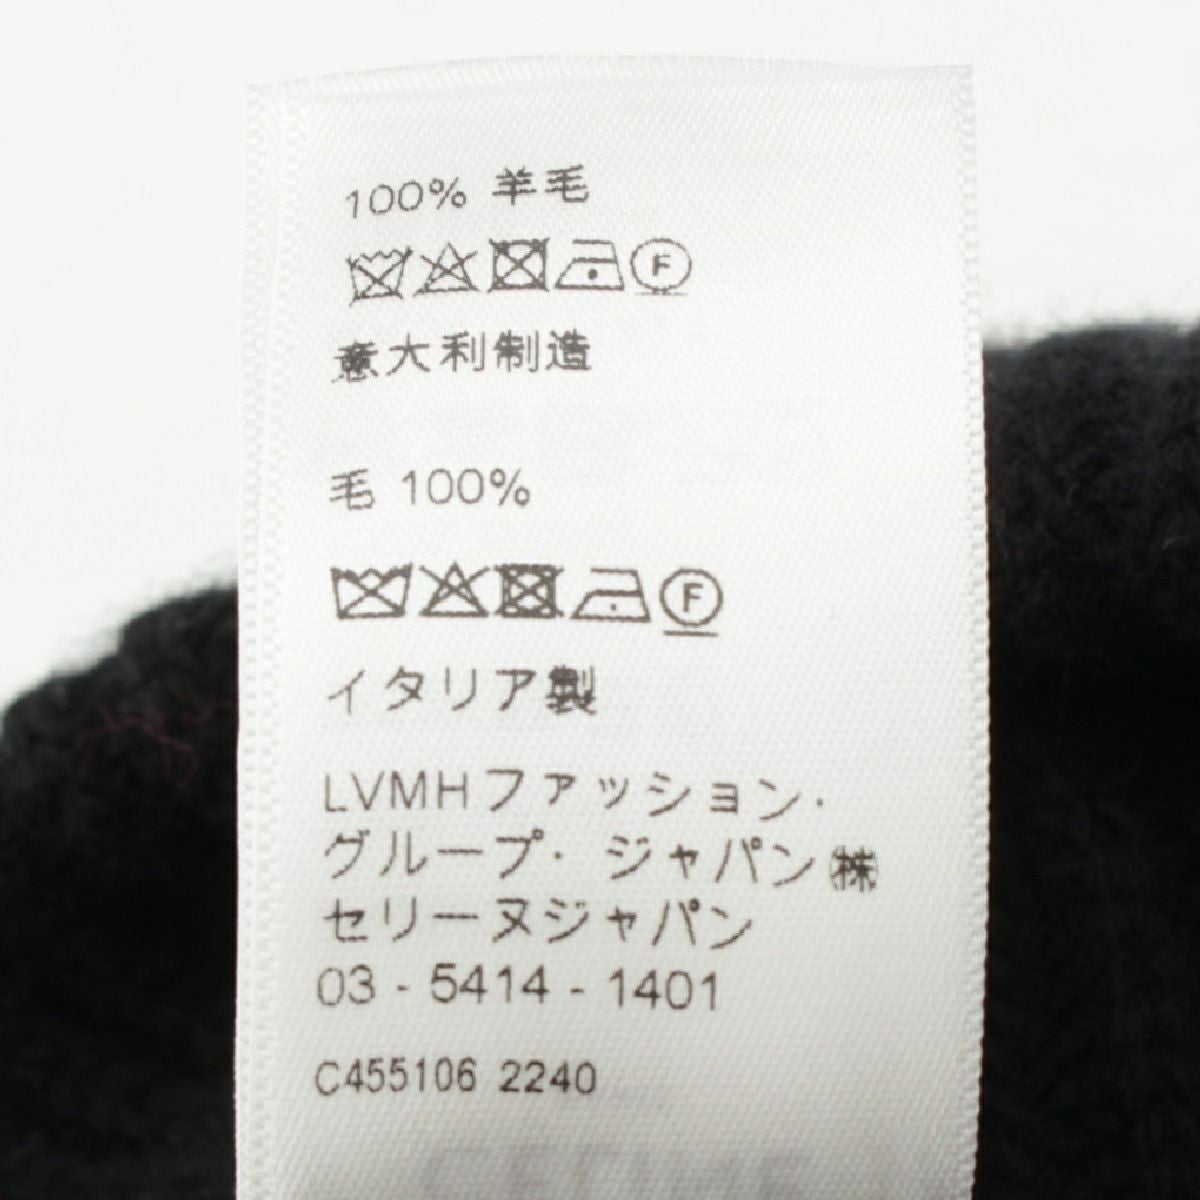 100% 羊毛
F
意大利制造
毛 100%
F
イタリア製
LVMHファッション・
グループ・ジャパン㈱
セリーヌジャパン
03 - 5414 - 1401
C455106 2240